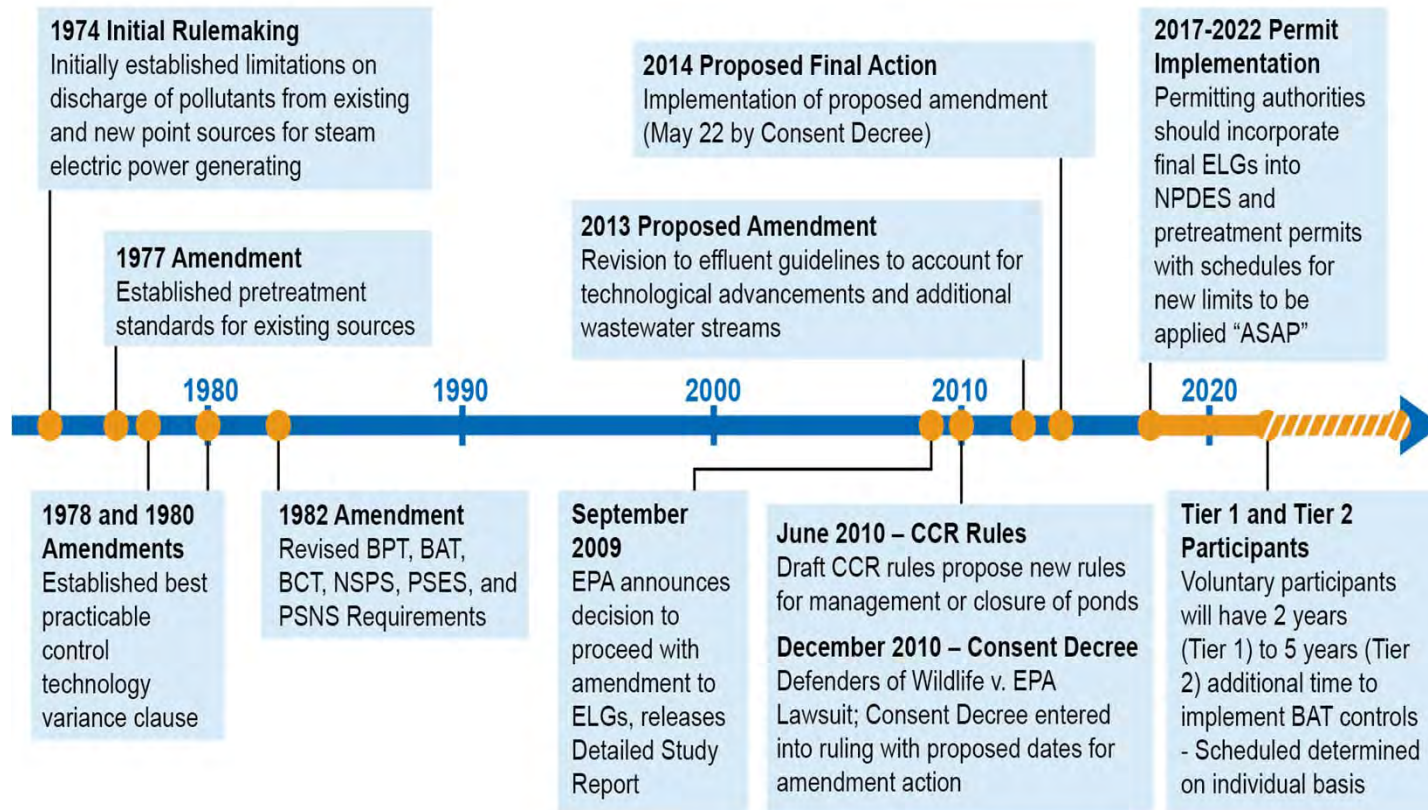 1974 Initial Rulemaking
Initially established limitations on
discharge of pollutants from existing
and new point sources for steam
electric power generating
1977 Amendment
Established pretreatment
standards for existing sources
2014 Proposed Final Action
Implementation of proposed amendment
(May 22 by Consent Decree)
2013 Proposed Amendment
Revision to effluent guidelines to account for
technological advancements and additional
wastewater streams
2017-2022 Permit
Implementation
Permitting authorities
should incorporate
final ELGs into
NPDES and
pretreatment permits
with schedules for
new limits to be
applied “ASAP”
1980
1990
2000
2010
2020
1978 and 1980
Amendments
Established best
practicable
control
technology
variance clause
1982 Amendment
Revised BPT, BAT,
BCT, NSPS, PSES, and
PSNS Requirements
September
2009
EPA announces
decision to
proceed with
amendment to
ELGs, releases
Detailed Study
Report
June 2010 – CCR Rules
Draft CCR rules propose new rules
for management or closure of ponds
December 2010 – Consent Decree
Defenders of Wildlife v. EPA
Lawsuit; Consent Decree entered
into ruling with proposed dates for
amendment action
Tier 1 and Tier 2
Participants
Voluntary participants
will have 2 years
(Tier 1) to 5 years (Tier
2) additional time to
implement BAT controls
- Scheduled determined
on individual basis